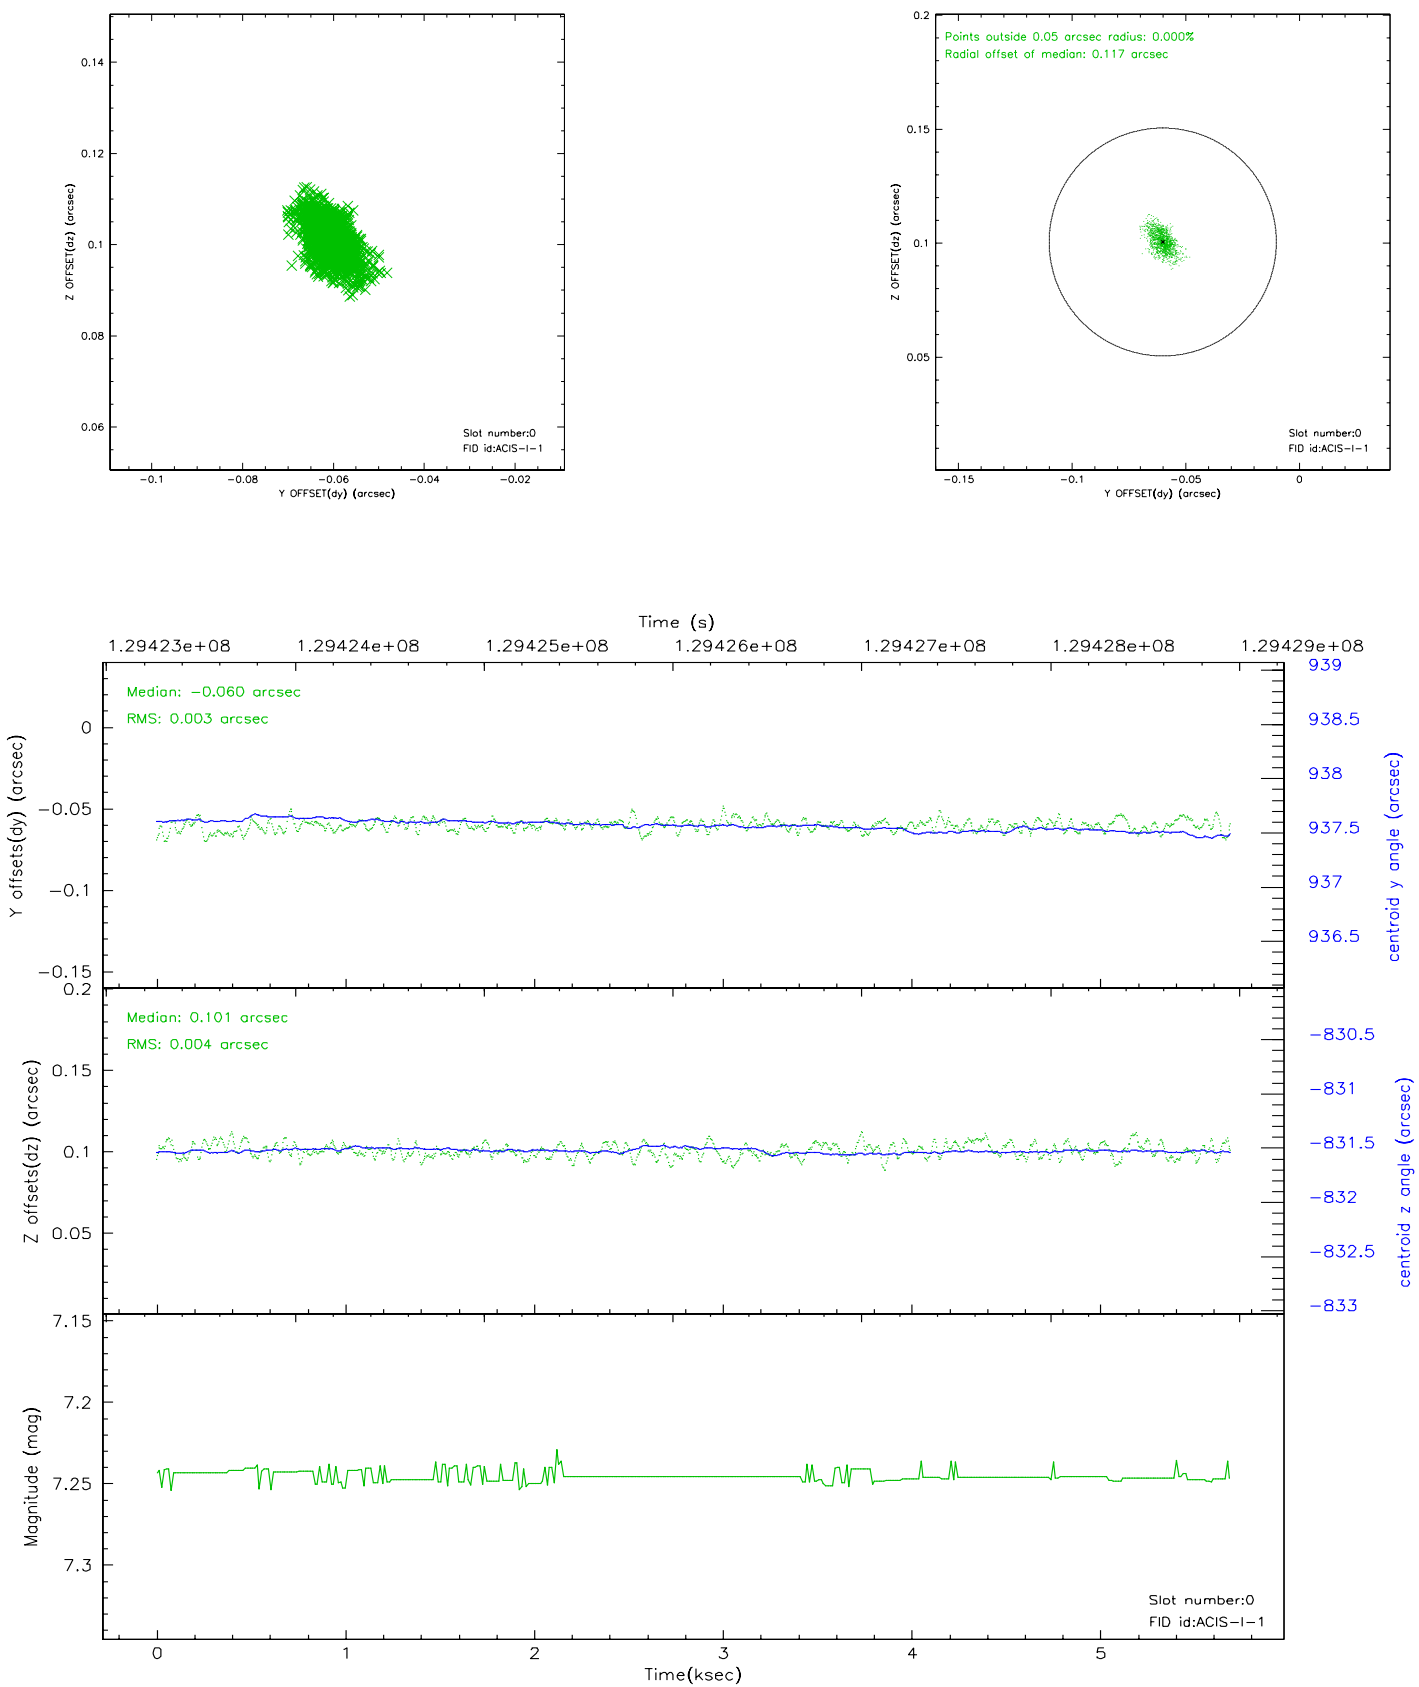 0.14
0.12
0.1
0.08
0.06
Z OFFSET(dz) (arcsec)
Slot number:0
FID id:ACIS-I-1
-0.1
-0.08
-0.06
-0.04
-0.02
Y OFFSET(dy) (arcsec)
0.2
Points outside 0.05 arcsec radius: 0.000%
Radial offset of median: 0.117 arcsec
0.15
0.1
0.05
Z OFFSET(dz) (arcsec)
Slot number:0
FID id:ACIS-I-1
-0.15
-0.1
-0.05
0
Y OFFSET(dy) (arcsec)
Time (s)
1.29423e+08
1.29424e+08
1.29425e+08
1.29426e+08
1.29427e+08
1.29428e+08
1.29429e+08
Median: -0.060 arcsec
RMS: 0.003 arcsec
0
-0.05
-0.1
-0.15
Y offsets(dy) (arcsec)
939
938.5
938
937.5
937
936.5
centroid y angle (arcsec)
0.2
Median: 0.101 arcsec
RMS: 0.004 arcsec
0.15
0.1
0.05
Z offsets(dz) (arcsec)
-830.5
-831
-831.5
-832
-832.5
-833
centroid z angle (arcsec)
7.15
7.2
7.25
7.3
Magnitude (mag)
Slot number:0
FID id:ACIS-I-1
0
1
2
3
4
5
Time(ksec)